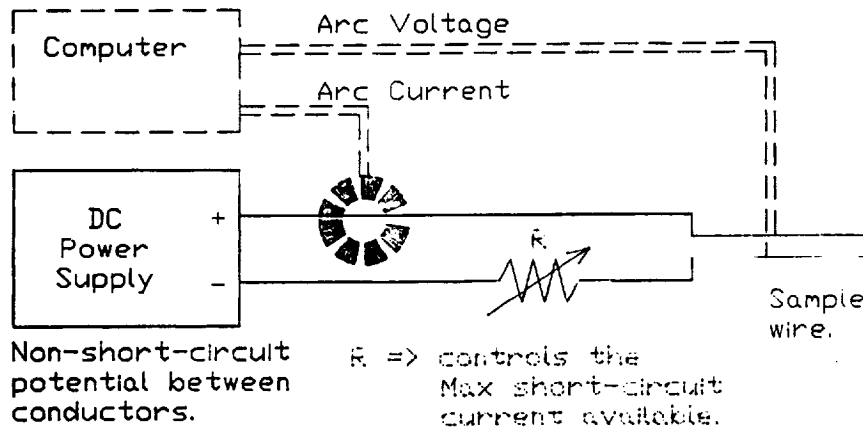 Arc Voltage
Computer
Arc Current
DC
Power
Supply
+
−
R
Sample
wire.
Non-short-circuit
potential between
conductors.
R => controls the
Max short-circuit
current available.